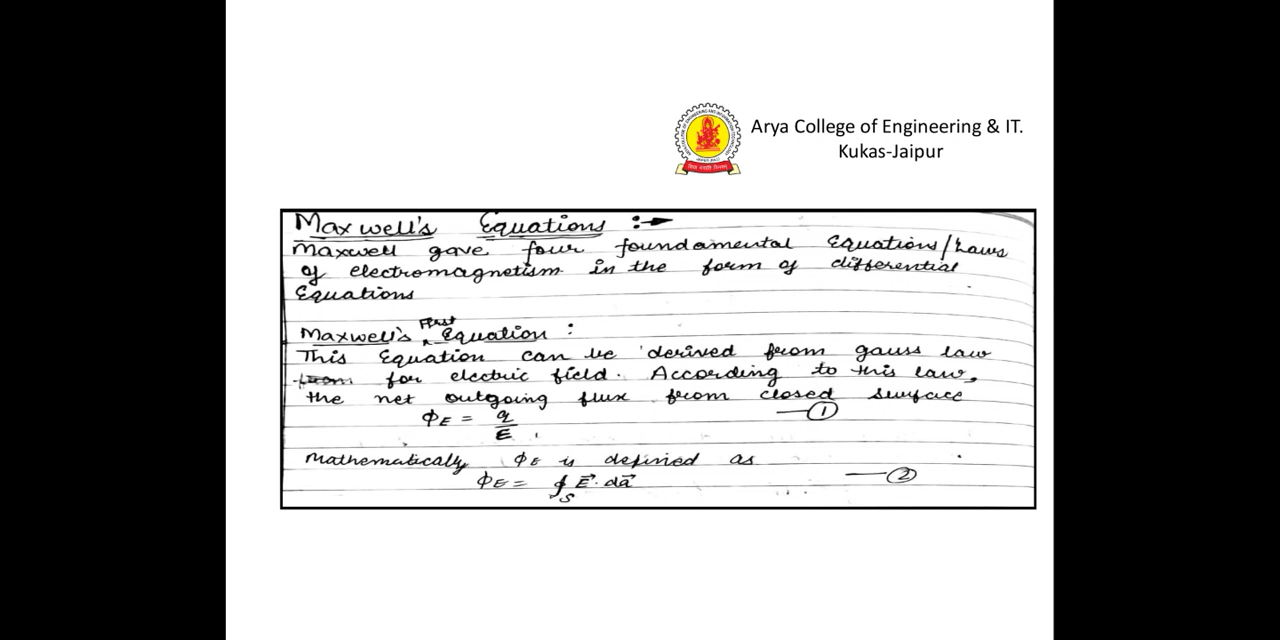 Arya College of Engineering & IT.
Kukas-Jaipur
Maxwell's Equations :→
Maxwell gave four foundamental Equations/Laws
of electromagnetism in the form of differential
Equations
Maxwell's First Equation :
This Equation can be derived from gauss law
from for electric field. According to this law,
the net outgoing flux from closed surface
ΦE = q/ε —①
Mathematically ΦE is defined as
ΦE = ∮S E⃗. da⃗ —②